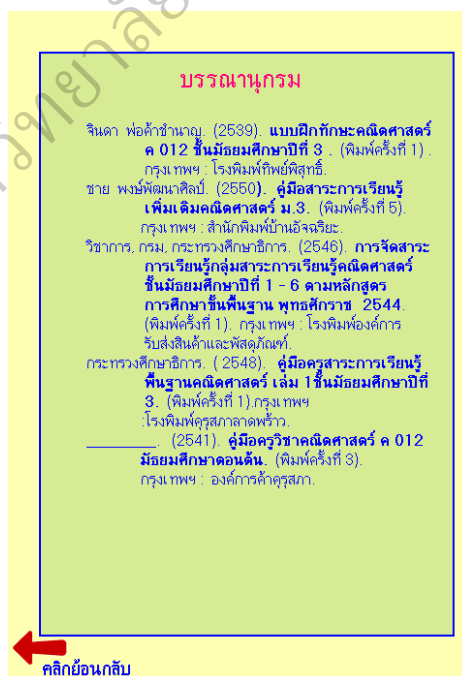 วิทยาลัย
บรรณานุกรม
จินดา พ่อค้าชำนาญ. (2539). แบบฝึกทักษะคณิตศาสตร์
ค 012 ชั้นมัธยมศึกษาปีที่ 3 . (พิมพ์ครั้งที่ 1) .
กรุงเทพฯ : โรงพิมพ์ทิพย์พิสุทธิ์.
ชาย พงษ์พัฒนาศิลป์. (2550). คู่มือสาระการเรียนรู้
เพิ่มเติมคณิตศาสตร์ ม.3. (พิมพ์ครั้งที่ 5).
กรุงเทพฯ : สำนักพิมพ์บ้านอัจฉริยะ.
วิชาการ, กรม, กระทรวงศึกษาธิการ. (2546). การจัดสาระ
การเรียนรู้กลุ่มสาระการเรียนรู้คณิตศาสตร์
ชั้นมัธยมศึกษาปีที่ 1 - 6 ตามหลักสูตร
การศึกษาขั้นพื้นฐาน พุทธศักราช 2544.
(พิมพ์ครั้งที่ 1). กรุงเทพฯ : โรงพิมพ์องค์การ
รับส่งสินค้าและพัสดุภัณฑ์.
กระทรวงศึกษาธิการ. ( 2548). คู่มือครูสาระการเรียนรู้
พื้นฐานคณิตศาสตร์ เล่ม 1ชั้นมัธยมศึกษาปีที่
3. (พิมพ์ครั้งที่ 1).กรุงเทพฯ
:โรงพิมพ์คุรุสภาลาดพร้าว.
__________. (2541). คู่มือครูวิชาคณิตศาสตร์ ค 012
มัธยมศึกษาตอนต้น. (พิมพ์ครั้งที่ 3).
กรุงเทพฯ : องค์การค้าคุรุสภา.
คลิกย้อนกลับ